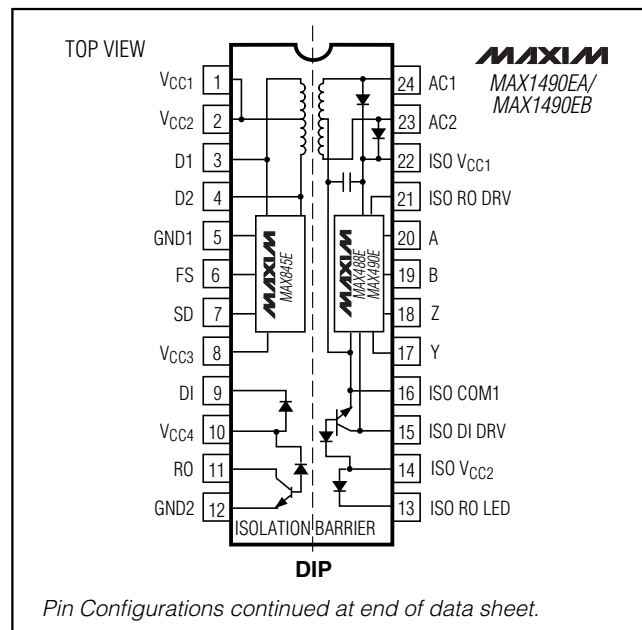 TOP VIEW
MAXIM
MAX1490EA/
MAX1490EB
VCC1 1
VCC2 2
D1 3
D2 4
GND1 5
FS 6
SD 7
VCC3 8
DI 9
VCC4 10
RO 11
GND2 12
24 AC1
23 AC2
22 ISO VCC1
21 ISO RO DRV
20 A
19 B
18 Z
17 Y
16 ISO COM1
15 ISO DI DRV
14 ISO VCC2
13 ISO RO LED
MAXIM
MAX845E
MAXIM
MAX488E
MAX490E
ISOLATION BARRIER
DIP
Pin Configurations continued at end of data sheet.